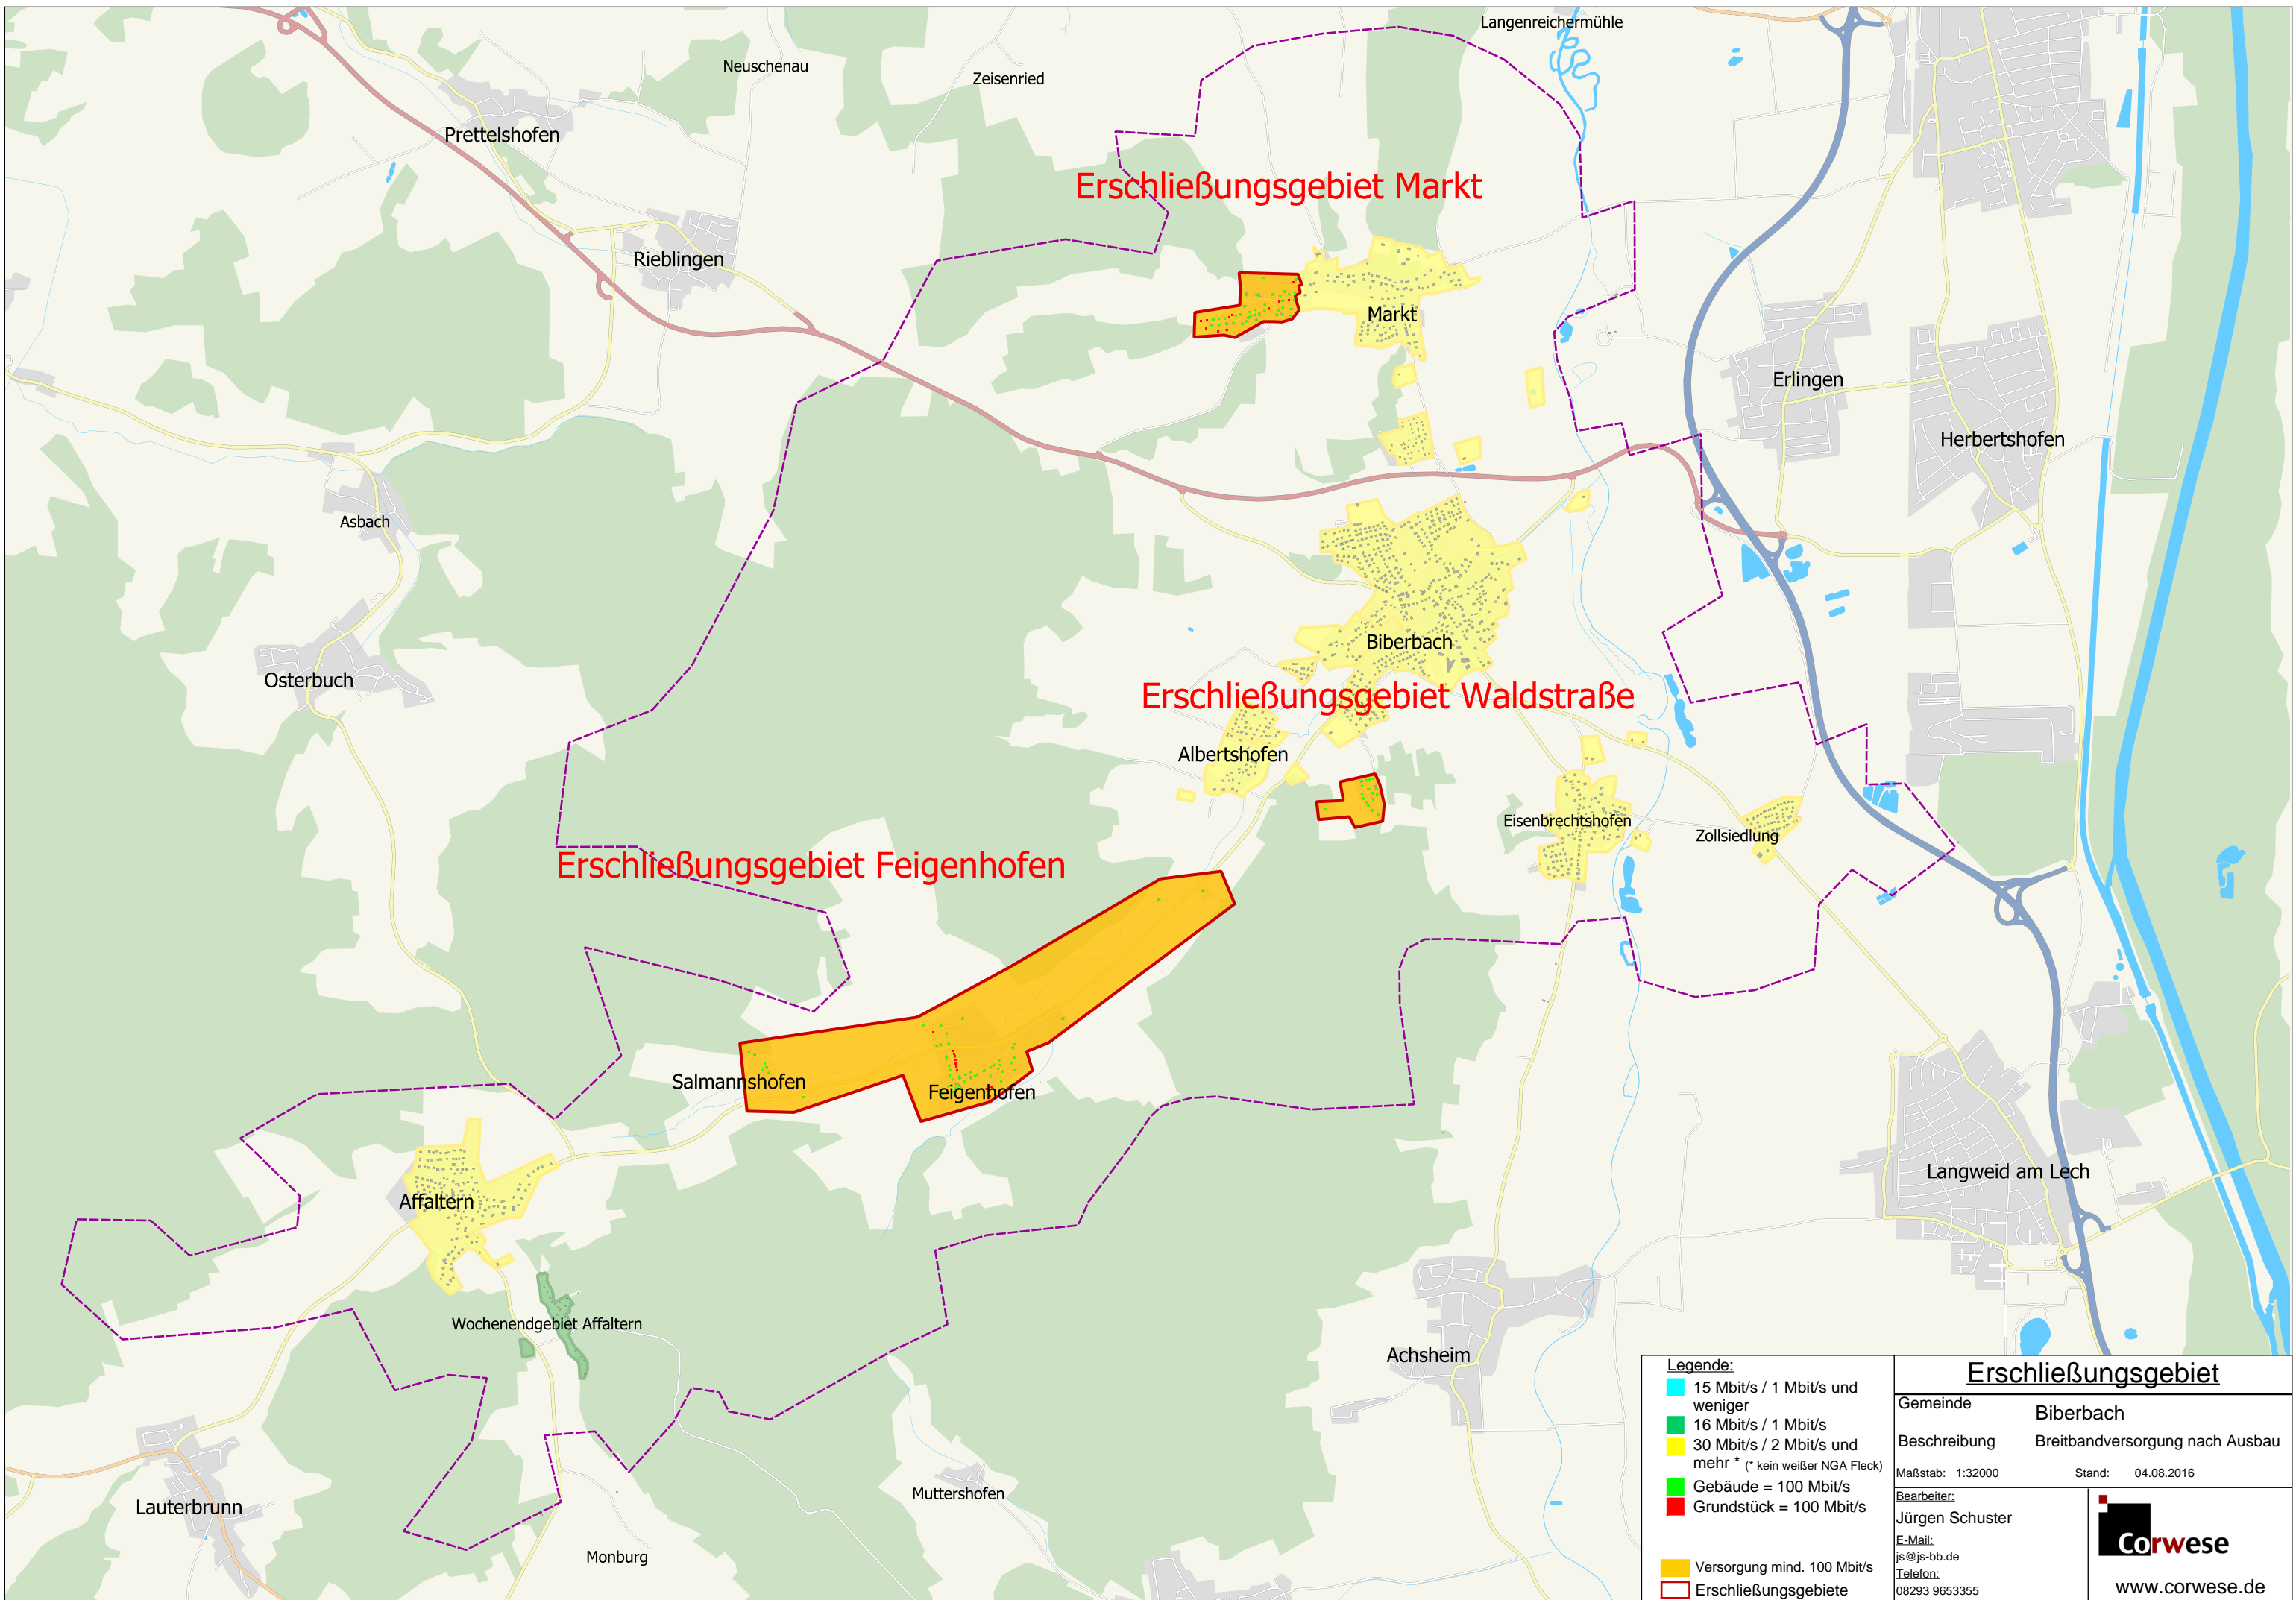 Langenreichermühle
Neuschenau
Zeisenried
Prettelshofen
Erschließungsgebiet Markt
Rieblingen
Markt
Erlingen
Herbertshofen
Asbach
Biberbach
Osterbuch
Erschließungsgebiet Waldstraße
Albertshofen
Eisenbrechtshofen
Zollsiedlung
Erschließungsgebiet Feigenhofen
Salmannshofen
Feigenhofen
Langweid am Lech
Affaltern
Wochenendgebiet Affaltern
Achsheim
Muttershofen
Lauterbrunn
Monburg
Legende:
15 Mbit/s / 1 Mbit/s und
weniger
16 Mbit/s / 1 Mbit/s
30 Mbit/s / 2 Mbit/s und
mehr * (* kein weißer NGA Fleck)
Gebäude = 100 Mbit/s
Grundstück = 100 Mbit/s
Versorgung mind. 100 Mbit/s
Erschließungsgebiete
Erschließungsgebiet
Gemeinde Biberbach
Beschreibung Breitbandversorgung nach Ausbau
Maßstab: 1:32000 Stand: 04.08.2016
Bearbeiter:
Jürgen Schuster
E-Mail:
js@js-bb.de
Telefon:
08293 9653355
Corwese
www.corwese.de